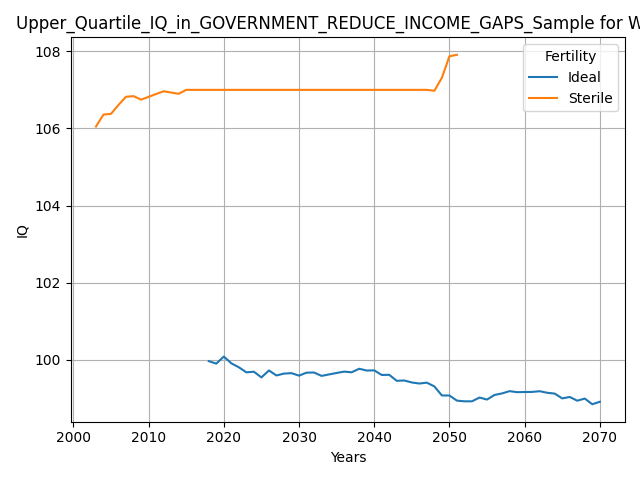 Upper_Quartile_IQ_in_GOVERNMENT_REDUCE_INCOME_GAPS_Sample for W
108
106
104
102
100
IQ
Fertility
Ideal
Sterile
2000 2010 2020 2030 2040 2050 2060 2070
Years